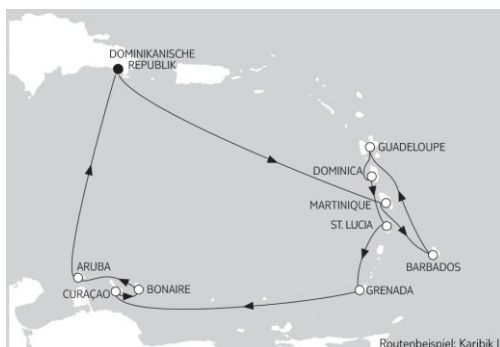 DOMINIKANISCHE
REPUBLIK
GUADELOUPE
DOMINICA
MARTINIQUE
ST. LUCIA
BARBADOS
ARUBA
CURAÇAO
BONAIRE
GRENADA
Routenbeispiel: Karibik I